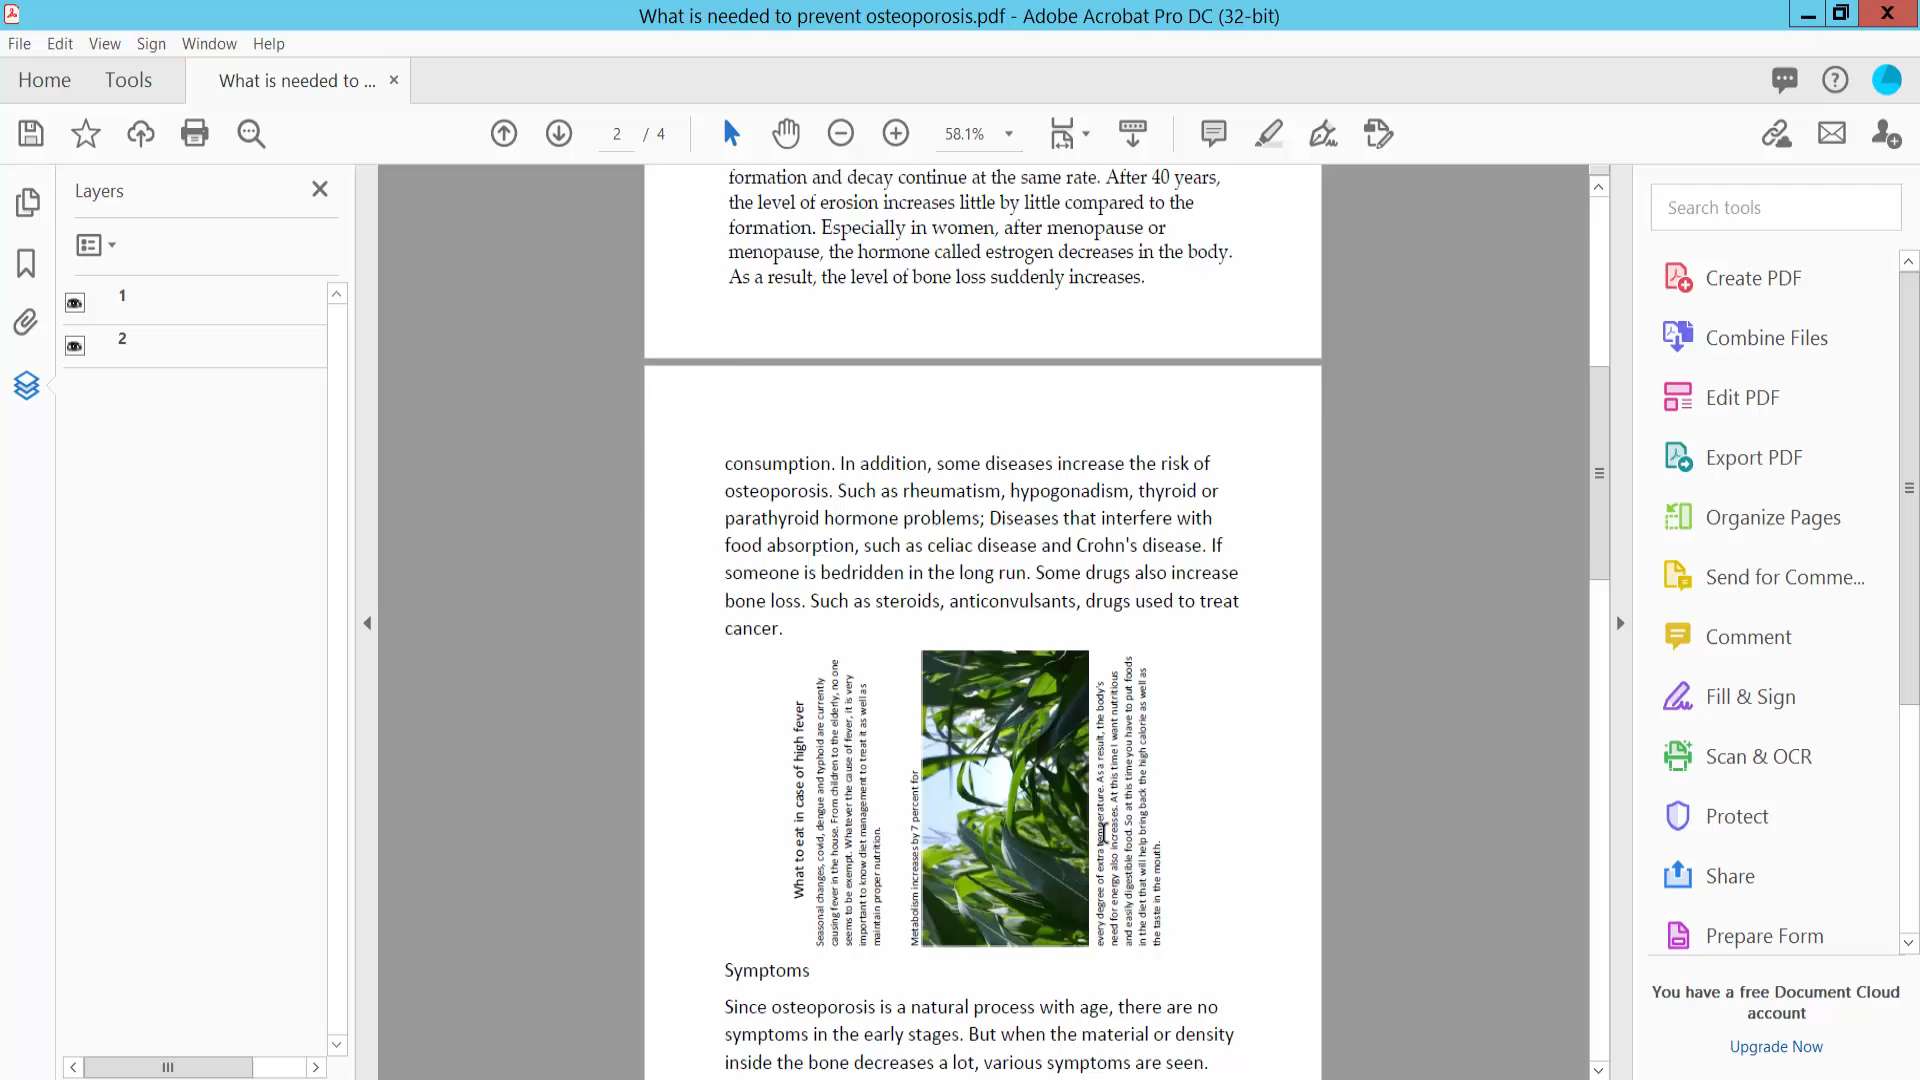 What is needed to prevent osteoporosis.pdf - Adobe Acrobat Pro DC (32-bit)
File Edit View Sign Window Help
Home Tools What is needed to ... ×
2 / 4 58.1%
Layers
1
2
formation and decay continue at the same rate. After 40 years,
the level of erosion increases little by little compared to the
formation. Especially in women, after menopause or
menopause, the hormone called estrogen decreases in the body.
As a result, the level of bone loss suddenly increases.
consumption. In addition, some diseases increase the risk of
osteoporosis. Such as rheumatism, hypogonadism, thyroid or
parathyroid hormone problems; Diseases that interfere with
food absorption, such as celiac disease and Crohn's disease. If
someone is bedridden in the long run. Some drugs also increase
bone loss. Such as steroids, anticonvulsants, drugs used to treat
cancer.
What to eat in case of high fever
Seasonal changes, covid, dengue and typhoid are currently
causing fever in the house. From children to the elderly, no one
seems to be exempt. Whatever the cause of fever, it is very
important to know diet management to treat it as well as
maintain proper nutrition.
Metabolism increases by 7 percent for
every degree of extra temperature. As a result, the body's
need for energy also increases. At this time I want nutritious
and easily digestible food. So at this time you have to put foods
in the diet that will help bring back the high calorie as well as
the taste in the mouth.
Symptoms
Since osteoporosis is a natural process with age, there are no
symptoms in the early stages. But when the material or density
inside the bone decreases a lot, various symptoms are seen.
Search tools
Create PDF
Combine Files
Edit PDF
Export PDF
Organize Pages
Send for Comme...
Comment
Fill & Sign
Scan & OCR
Protect
Share
Prepare Form
You have a free Document Cloud
account
Upgrade Now